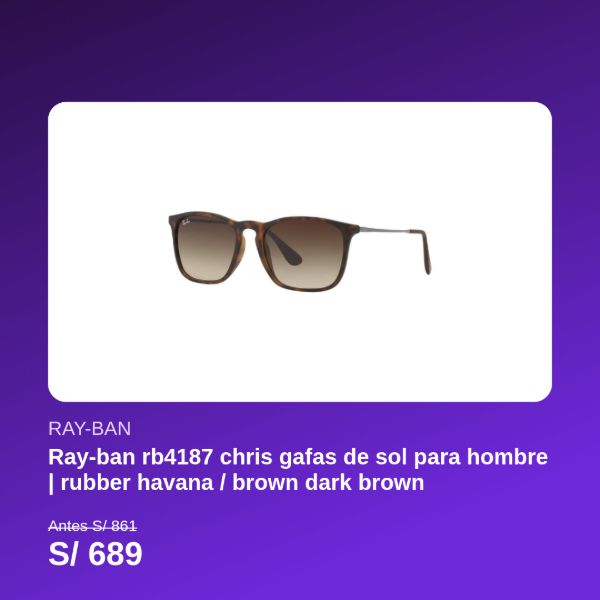 RAY-BAN
Ray-ban rb4187 chris gafas de sol para hombre
| rubber havana / brown dark brown
Antes S/ 861
S/ 689